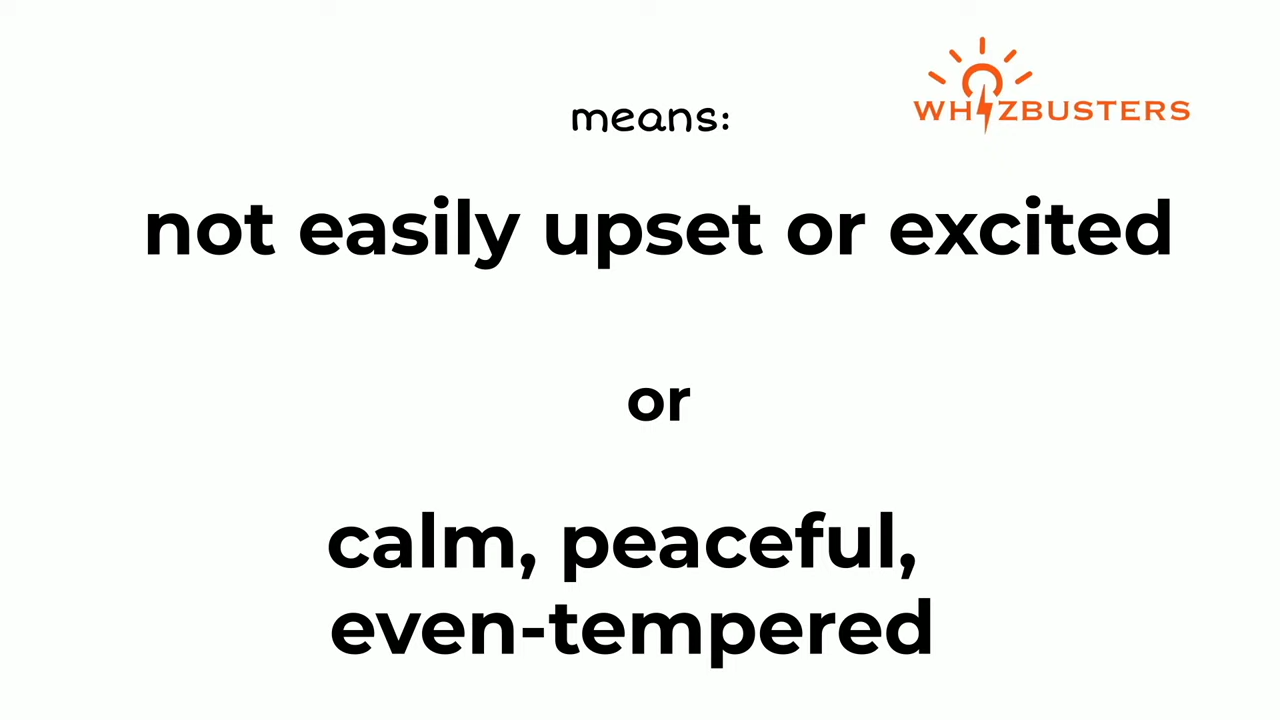 WHIZBUSTERS
means:
not easily upset or excited
or
calm, peaceful,
even-tempered